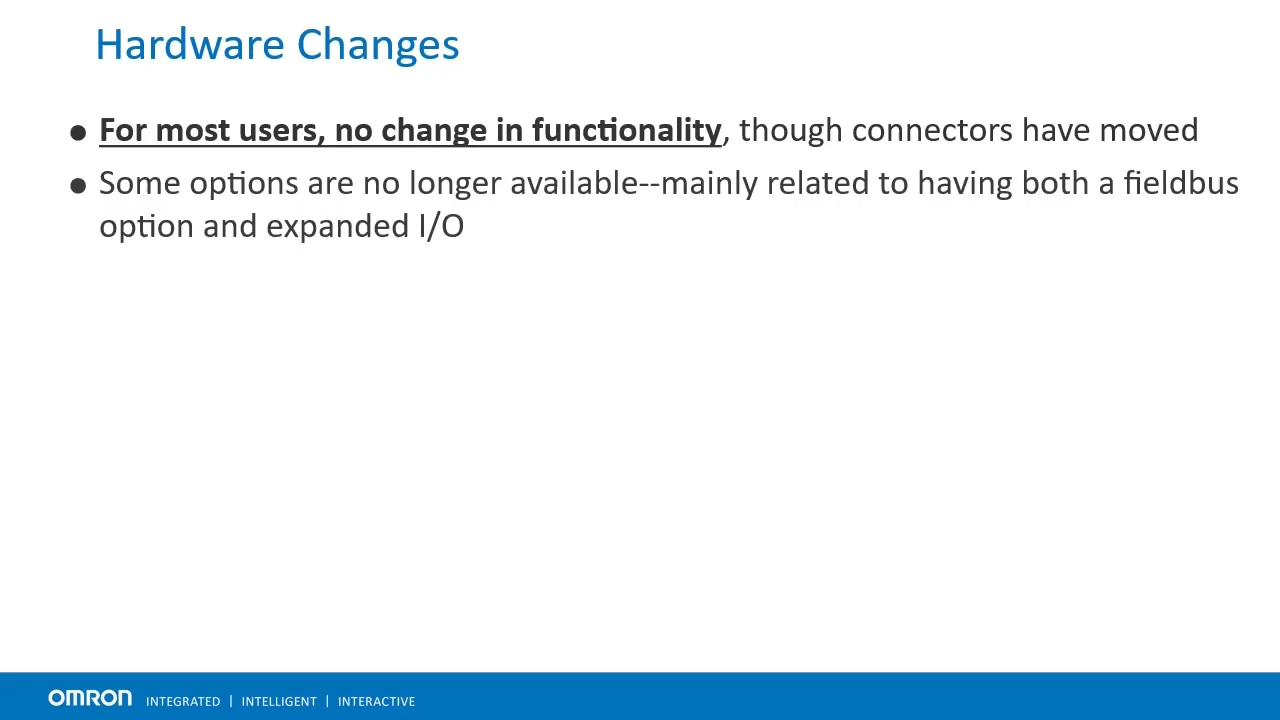 Hardware Changes
● For most users, no change in functionality, though connectors have moved
● Some options are no longer available--mainly related to having both a fieldbus
option and expanded I/O
OMRON INTEGRATED | INTELLIGENT | INTERACTIVE